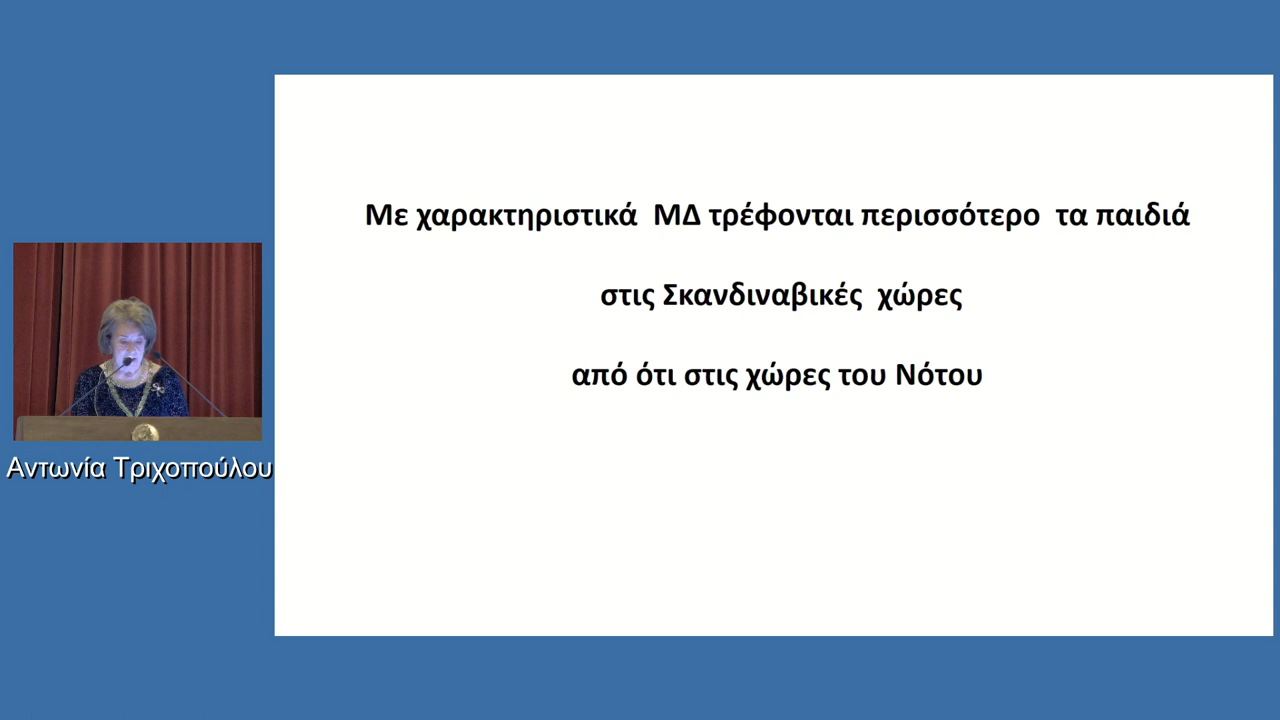 Με χαρακτηριστικά ΜΔ τρέφονται περισσότερο τα παιδιά
στις Σκανδιναβικές χώρες
από ότι στις χώρες του Νότου
Αντωνία Τριχοπούλου